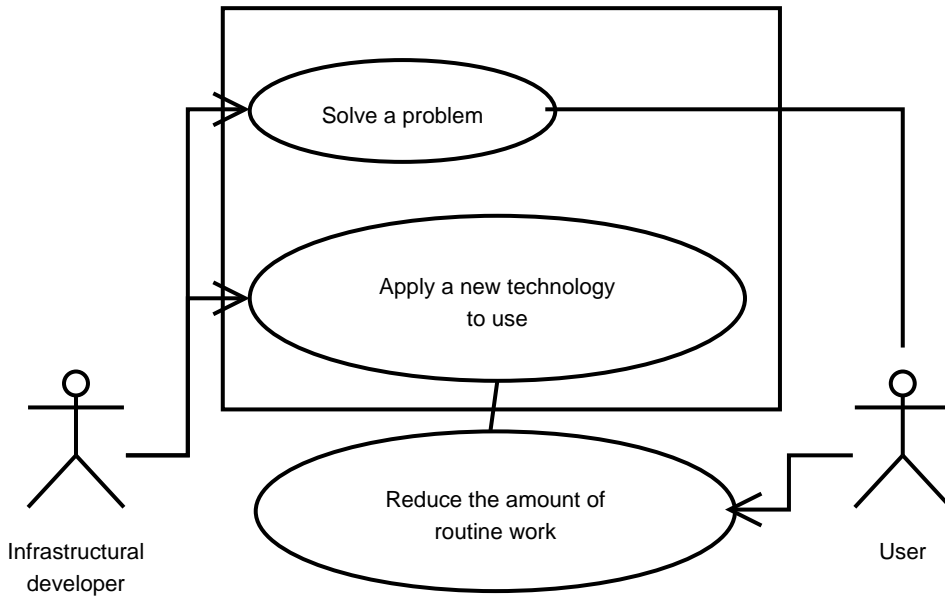 Solve a problem
Apply a new technology
to use
Reduce the amount of
routine work
Infrastructural
developer
User